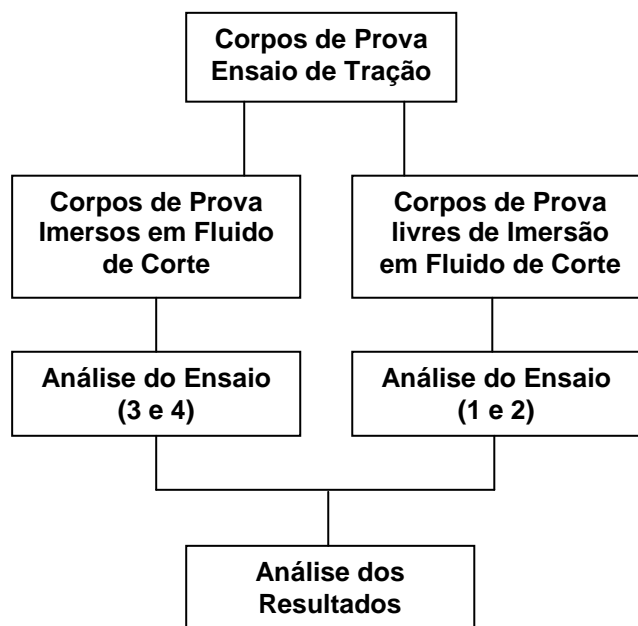 Corpos de Prova
Ensaio de Tração
Corpos de Prova
Imersos em Fluido
de Corte
Corpos de Prova
livres de Imersão
em Fluido de Corte
Análise do Ensaio
(3 e 4)
Análise do Ensaio
(1 e 2)
Análise dos
Resultados